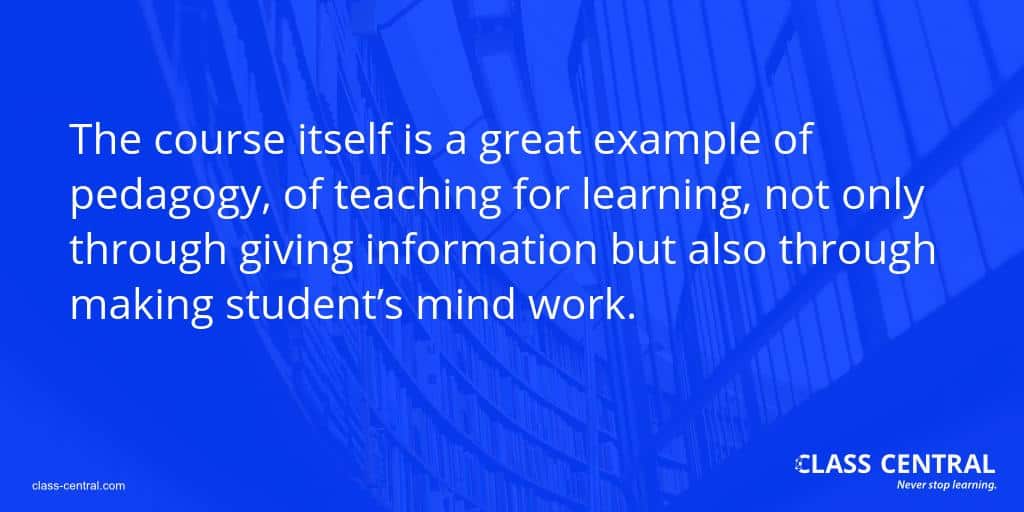 The course itself is a great example of
pedagogy, of teaching for learning, not only
through giving information but also through
making student’s mind work.
CLASS CENTRAL
Never stop learning.
class-central.com